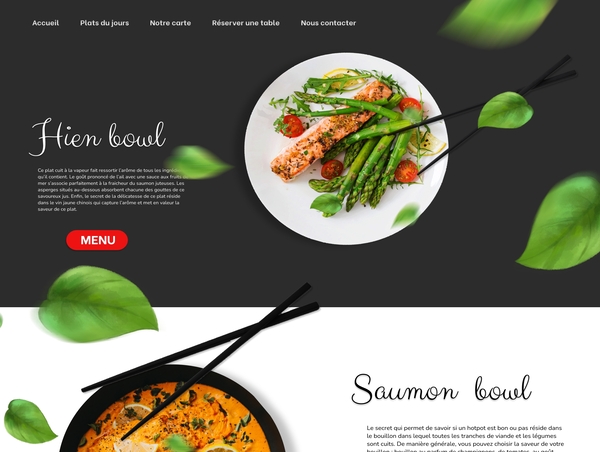 Accueil Plats du jours Notre carte Réserver une table Nous contacter
Hien bowl
Ce plat cuit à la vapeur fait ressortir l'arôme de tous les
qu'il contient. Le goût prononcé de l'ail avec une sauce aux fruits
mer s'associe parfaitement à la fraicheur du saumon juteuses. Les
asperges situés au-dessous absorbent chacune des gouttes de ce
savoureux jus. Enfin, le secret de la délicatesse de ce plat réside
dans le vin jaune chinois qui capture l'arôme et met en valeur la
saveur de ce plat.
MENU
Saumon bowl
Le secret qui permet de savoir si un hotpot est bon ou pas réside dans
le bouillon dans lequel toutes les tranches de viande et les légumes
sont cuits. De manière générale, vous pouvez choisir la saveur de votre